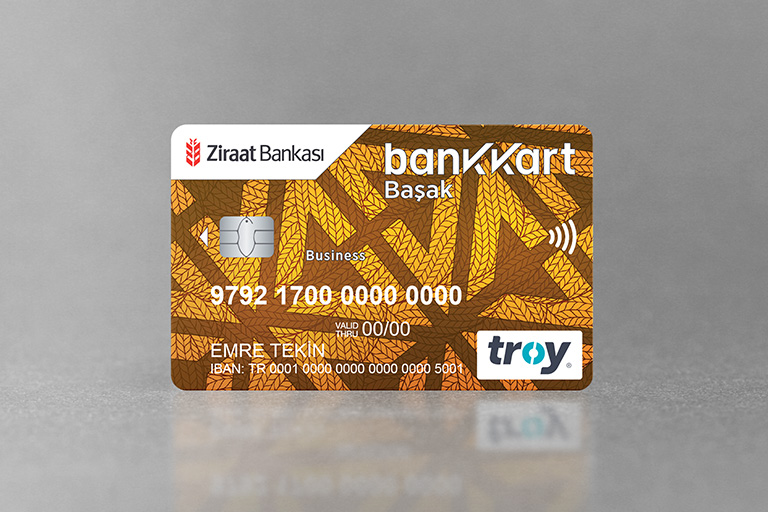 Ziraat Bankası
bankkart
Başak
Business
9792 1700 0000 0000
VALID THRU 00/00
EMRE TEKİN
IBAN: TR 0001 0000 0000 0000 0000 5001
troy®